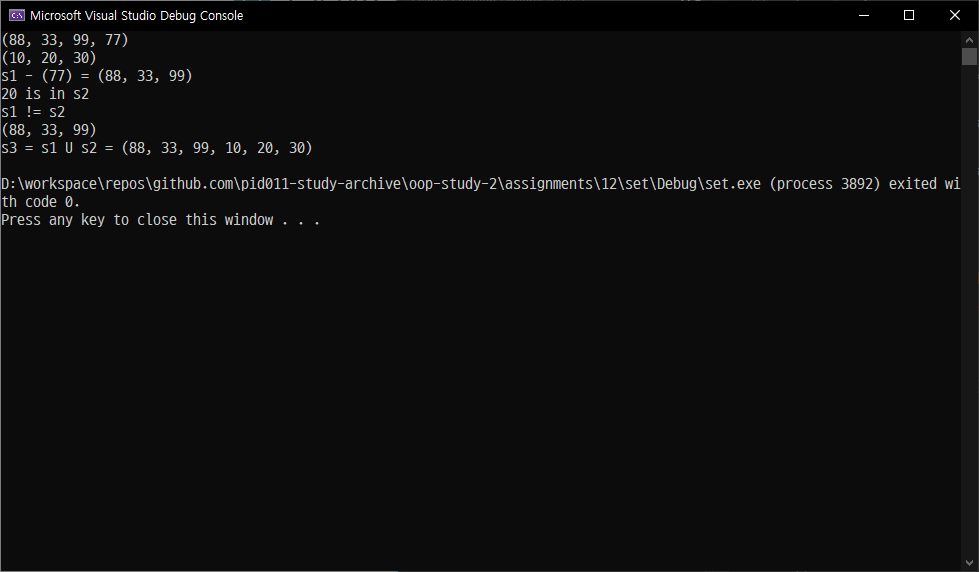 Microsoft Visual Studio Debug Console
(88, 33, 99, 77)
(10, 20, 30)
s1 - (77) = (88, 33, 99)
20 is in s2
s1 != s2
(88, 33, 99)
s3 = s1 U s2 = (88, 33, 99, 10, 20, 30)
D:\workspace\repos\github.com\pid011-study-archive\oop-study-2\assignments\12\set\Debug\set.exe (process 3892) exited wi
th code 0.
Press any key to close this window . . .